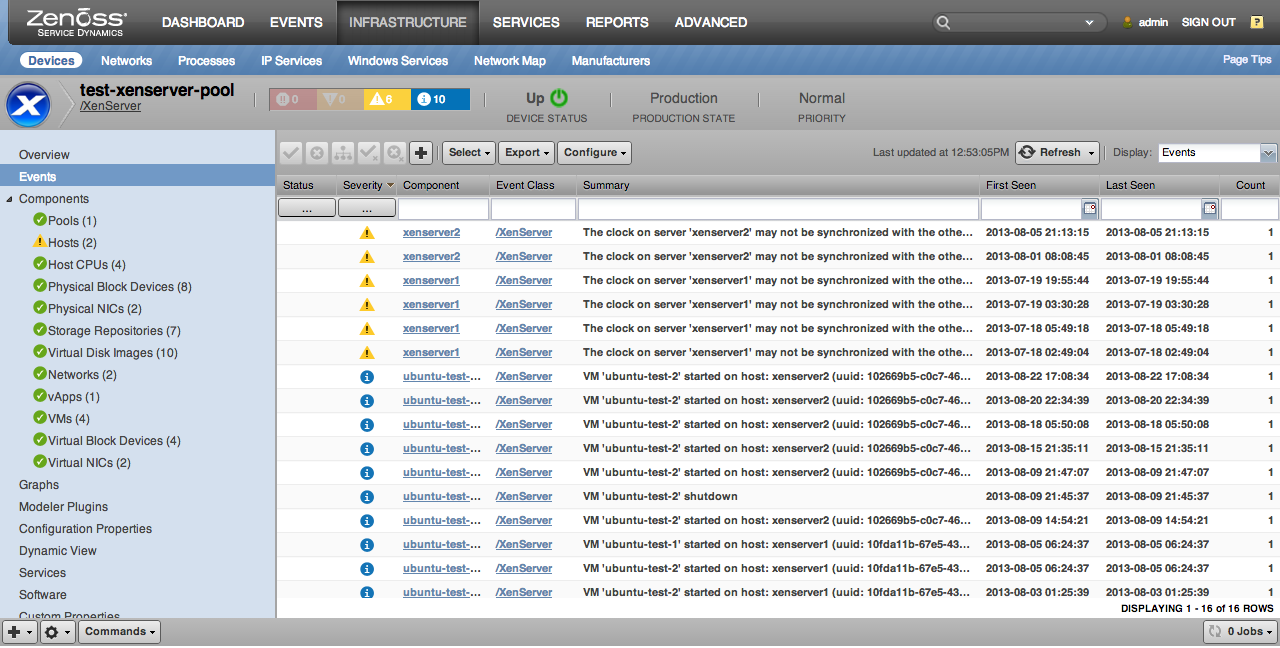 Zenoss SERVICE DYNAMICS DASHBOARD EVENTS INFRASTRUCTURE SERVICES REPORTS ADVANCED admin SIGN OUT ?
Devices Networks Processes IP Services Windows Services Network Map Manufacturers Page Tips
X test-xenserver-pool /XenServer 0 0 6 10 Up DEVICE STATUS Production PRODUCTION STATE Normal PRIORITY
Overview
Events
Components
Pools (1)
Hosts (2)
Host CPUs (4)
Physical Block Devices (8)
Physical NICs (2)
Storage Repositories (7)
Virtual Disk Images (10)
Networks (2)
vApps (1)
VMs (4)
Virtual Block Devices (4)
Virtual NICs (2)
Graphs
Modeler Plugins
Configuration Properties
Dynamic View
Services
Software
Custom Properties
Select Export Configure Last updated at 12:53:05PM Refresh Display: Events
Status Severity Component Event Class Summary First Seen Last Seen Count
... ...
xenserver2 /XenServer The clock on server 'xenserver2' may not be synchronized with the othe... 2013-08-05 21:13:15 2013-08-05 21:13:15 1
xenserver2 /XenServer The clock on server 'xenserver2' may not be synchronized with the othe... 2013-08-01 08:08:45 2013-08-01 08:08:45 1
xenserver1 /XenServer The clock on server 'xenserver1' may not be synchronized with the othe... 2013-07-19 19:55:44 2013-07-19 19:55:44 1
xenserver1 /XenServer The clock on server 'xenserver1' may not be synchronized with the othe... 2013-07-19 03:30:28 2013-07-19 03:30:28 1
xenserver1 /XenServer The clock on server 'xenserver1' may not be synchronized with the othe... 2013-07-18 05:49:18 2013-07-18 05:49:18 1
xenserver1 /XenServer The clock on server 'xenserver1' may not be synchronized with the othe... 2013-07-18 02:49:04 2013-07-18 02:49:04 1
ubuntu-test-... /XenServer VM 'ubuntu-test-2' started on host: xenserver2 (uuid: 102669b5-c0c7-46... 2013-08-22 17:08:34 2013-08-22 17:08:34 1
ubuntu-test-... /XenServer VM 'ubuntu-test-2' started on host: xenserver2 (uuid: 102669b5-c0c7-46... 2013-08-20 22:34:39 2013-08-20 22:34:39 1
ubuntu-test-... /XenServer VM 'ubuntu-test-2' started on host: xenserver2 (uuid: 102669b5-c0c7-46... 2013-08-18 05:50:08 2013-08-18 05:50:08 1
ubuntu-test-... /XenServer VM 'ubuntu-test-2' started on host: xenserver2 (uuid: 102669b5-c0c7-46... 2013-08-15 21:35:11 2013-08-15 21:35:11 1
ubuntu-test-... /XenServer VM 'ubuntu-test-2' started on host: xenserver2 (uuid: 102669b5-c0c7-46... 2013-08-09 21:47:07 2013-08-09 21:47:07 1
ubuntu-test-... /XenServer VM 'ubuntu-test-2' shutdown 2013-08-09 21:45:37 2013-08-09 21:45:37 1
ubuntu-test-... /XenServer VM 'ubuntu-test-2' started on host: xenserver2 (uuid: 102669b5-c0c7-46... 2013-08-09 14:54:21 2013-08-09 14:54:21 1
ubuntu-test-... /XenServer VM 'ubuntu-test-1' started on host: xenserver1 (uuid: 10fda11b-67e5-43... 2013-08-05 06:24:37 2013-08-05 06:24:37 1
ubuntu-test-... /XenServer VM 'ubuntu-test-2' started on host: xenserver1 (uuid: 10fda11b-67e5-43... 2013-08-05 06:24:37 2013-08-05 06:24:37 1
ubuntu-test-... /XenServer VM 'ubuntu-test-2' started on host: xenserver1 (uuid: 10fda11b-67e5-43... 2013-08-03 01:25:39 2013-08-03 01:25:39 1
DISPLAYING 1 - 16 of 16 ROWS
Commands 0 Jobs